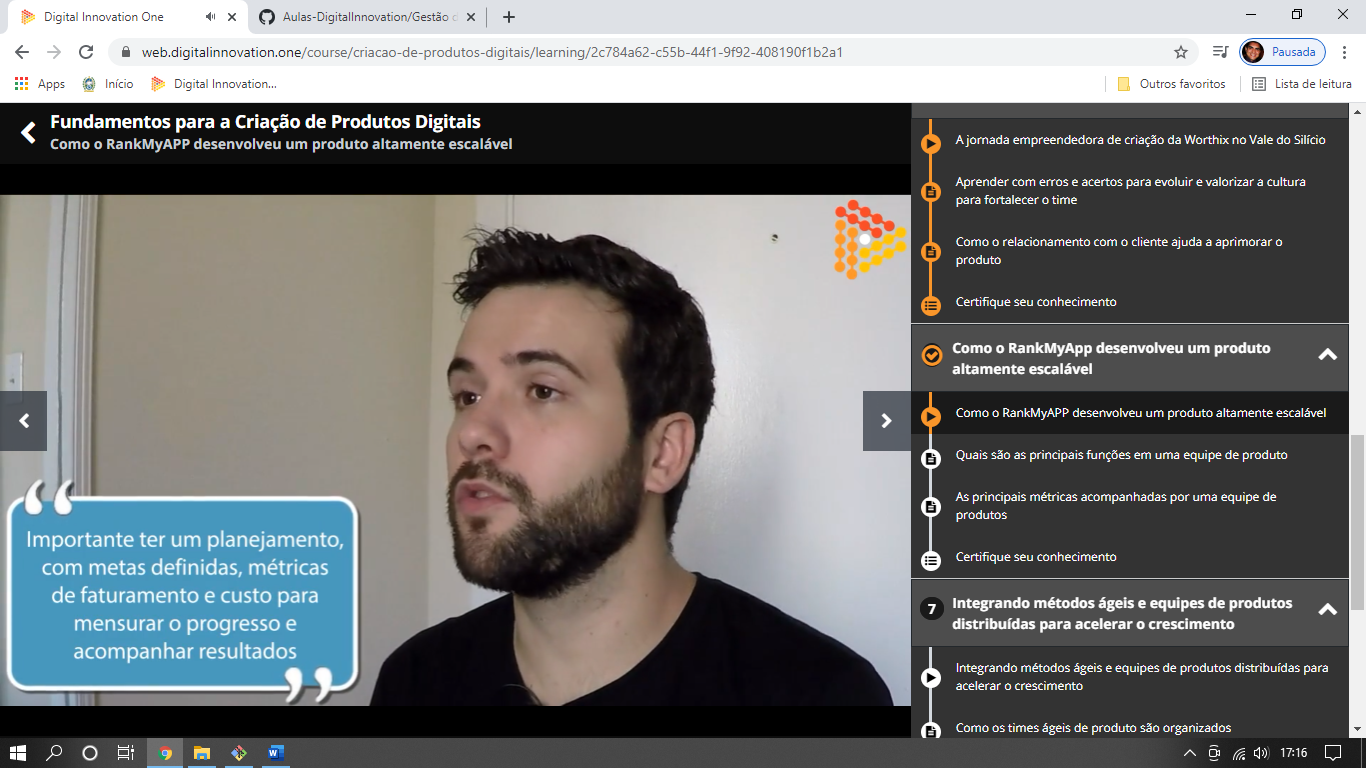 Digital Innovation One
Aulas-DigitalInnovation/Gestão d
web.digitalinnovation.one/course/criacao-de-produtos-digitais/learning/2c784a62-c55b-44f1-9f92-408190f1b2a1
Pausada
Apps
Início
Digital Innovation...
Outros favoritos
Lista de leitura
Fundamentos para a Criação de Produtos Digitais
Como o RankMyAPP desenvolveu um produto altamente escalável
“
Importante ter um planejamento,
com metas definidas, métricas
de faturamento e custo para
mensurar o progresso e
acompanhar resultados
”
A jornada empreendedora de criação da Worthix no Vale do Silício
Aprender com erros e acertos para evoluir e valorizar a cultura
para fortalecer o time
Como o relacionamento com o cliente ajuda a aprimorar o
produto
Certifique seu conhecimento
Como o RankMyApp desenvolveu um produto
altamente escalável
Como o RankMyAPP desenvolveu um produto altamente escalável
Quais são as principais funções em uma equipe de produto
As principais métricas acompanhadas por uma equipe de
produtos
Certifique seu conhecimento
7 Integrando métodos ágeis e equipes de produtos
distribuídas para acelerar o crescimento
Integrando métodos ágeis e equipes de produtos distribuídas para
acelerar o crescimento
Como os times ágeis de produto são organizados
17:16